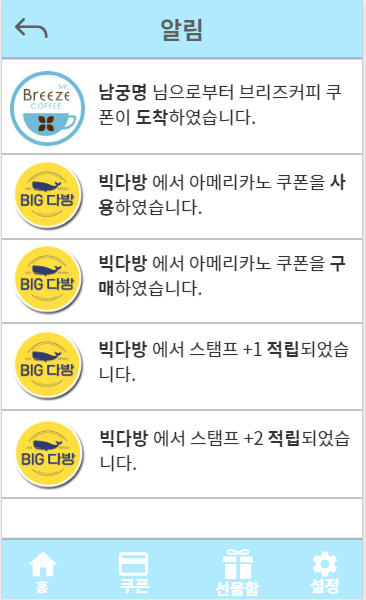 알림
Mr.
Breeze
COFFEE
남궁명 님으로부터 브리즈커피 쿠
폰이 도착하였습니다.
BIG 다방
빅다방 에서 아메리카노 쿠폰을 사
용하였습니다.
BIG 다방
빅다방 에서 아메리카노 쿠폰을 구
매하였습니다.
BIG 다방
빅다방 에서 스탬프 +1 적립되었습
니다.
BIG 다방
빅다방 에서 스탬프 +2 적립되었습
니다.
홈 쿠폰 선물함 설정